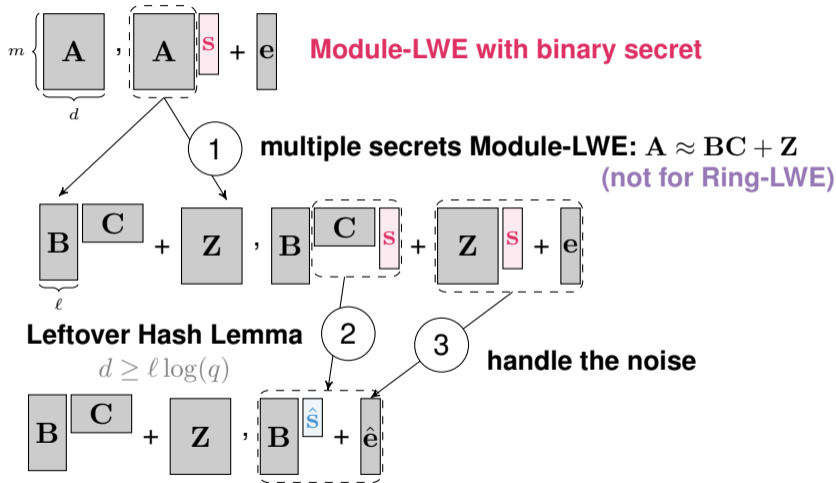 m { A , A s + e Module-LWE with binary secret
d
1 multiple secrets Module-LWE: A ≈ BC + Z
(not for Ring-LWE)
B C + Z , B C s + Z s + e
ℓ
Leftover Hash Lemma 2 3 handle the noise
d ≥ ℓ log(q)
B C + Z , B ŝ + ê